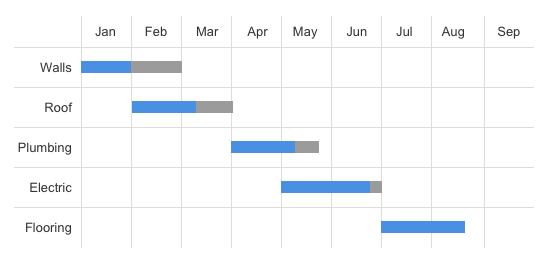 Jan Feb Mar Apr May Jun Jul Aug Sep
Walls
Roof
Plumbing
Electric
Flooring